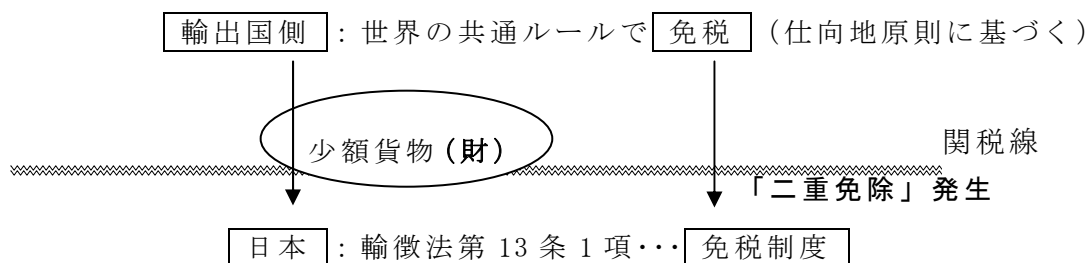 輸出国側：世界の共通ルールで免税（仕向地原則に基づく）
少額貨物(財)
関税線
「二重免除」発生
日本：輸徴法第13条1項･･･免税制度